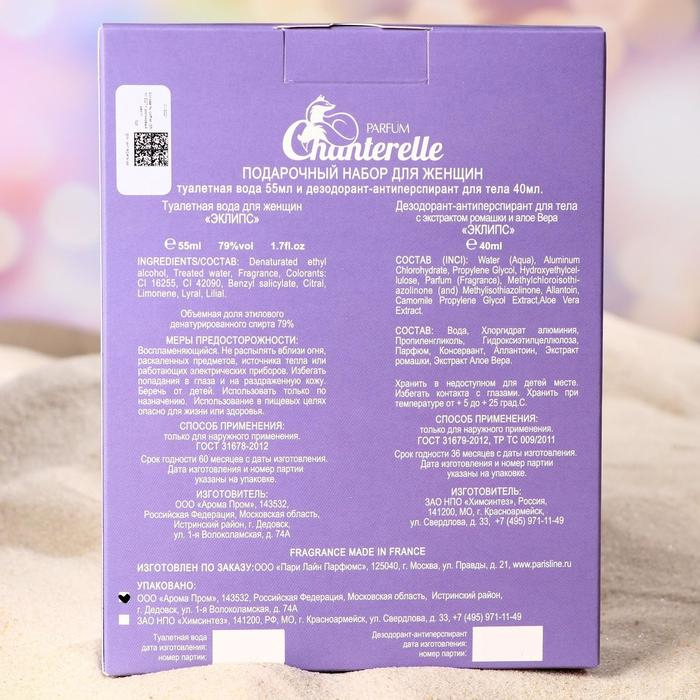 PARFUM
Chanterelle
ПОДАРОЧНЫЙ НАБОР ДЛЯ ЖЕНЩИН
туалетная вода 55мл и дезодорант-антиперспирант для тела 40мл.
Туалетная вода для женщин
«ЭКЛИПС»
℮ 55ml 79%vol 1.7fl.oz
INGREDIENTS/СОСТАВ: Denaturated ethyl
alcohol, Treated water, Fragrance, Colorants:
CI 16255, CI 42090, Benzyl salicylate, Citral,
Limonene, Lyral, Lilial.
Объемная доля этилового
денатурированного спирта 79%
МЕРЫ ПРЕДОСТОРОЖНОСТИ:
Воспламеняющийся. Не распылять вблизи огня,
раскаленных предметов, источника тепла или
работающих электрических приборов. Избегать
попадания в глаза и на раздраженную кожу.
Беречь от детей. Использовать только по
назначению. Использование в пищевых целях
опасно для жизни или здоровья.
СПОСОБ ПРИМЕНЕНИЯ:
только для наружного применения.
ГОСТ 31678-2012
Срок годности 60 месяцев с даты изготовления.
Дата изготовления и номер партии
указаны на упаковке.
ИЗГОТОВИТЕЛЬ:
ООО «Арома Пром», 143532,
Российская Федерация, Московская область,
Истринский район, г. Дедовск,
ул. 1-я Волоколамская, д. 74А
Дезодорант-антиперспирант для тела
с экстрактом ромашки и алое Вера
«ЭКЛИПС»
℮ 40ml
СОСТАВ (INCI): Water (Aqua), Aluminum
Chlorohydrate, Propylene Glycol, Hydroxyethylcel-
lulose, Parfum (Fragrance), Methylchloroisothi-
azolinone (and) Methylisothiazolinone, Allantoin,
Camomile Propylene Glycol Extract,Aloe Vera
Extract.
СОСТАВ: Вода, Хлоргидрат алюминия,
Пропиленгликоль, Гидроксиэтилцеллюлоза,
Парфюм, Консервант, Аллантоин, Экстракт
ромашки, Экстракт Алое Вера.
Хранить в недоступном для детей месте.
Избегать контакта с глазами. Хранить при
температуре от + 5 до + 25 град.С.
СПОСОБ ПРИМЕНЕНИЯ:
только для наружного применения.
ГОСТ 31679-2012, ТР ТС 009/2011
Срок годности 36 месяцев с даты изготовления.
Дата изготовления и номер партии
указаны на упаковке.
ИЗГОТОВИТЕЛЬ:
ЗАО НПО «Химсинтез», Россия,
141200, МО, г. Красноармейск,
ул. Свердлова, д. 33, +7 (495) 971-11-49
FRAGRANCE MADE IN FRANCE
ИЗГОТОВЛЕН ПО ЗАКАЗУ:ООО «Пари Лайн Парфюмс», 125040, г. Москва, ул. Правды, д. 21, www.parisline.ru
УПАКОВАНО:
ООО «Арома Пром», 143532, Российская Федерация, Московская область, Истринский район,
г. Дедовск, ул. 1-я Волоколамская, д. 74А
ЗАО НПО «Химсинтез», 141200, РФ, МО, г. Красноармейск, ул. Свердлова, д. 33, +7 (495) 971-11-49
Туалетная вода
дата изготовления:
номер партии:
Дезодорант-антиперспирант
дата изготовления:
номер партии: